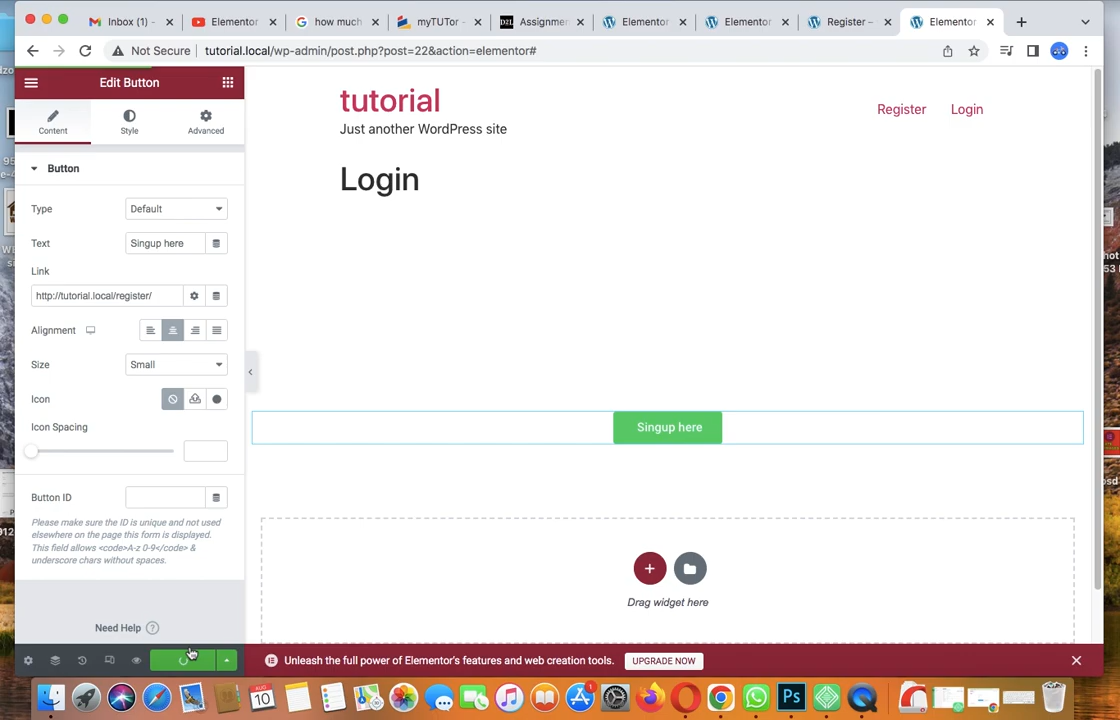 Inbox (1) -
Elementor
how much
myTUTor -
Assignmen
Elementor
Elementor
Register –
Elementor
Not Secure
tutorial.local/wp-admin/post.php?post=22&action=elementor#
Edit Button
Content
Style
Advanced
Button
Type
Default
Text
Singup here
Link
http://tutorial.local/register/
Alignment
Size
Small
Icon
Icon Spacing
Button ID
Please make sure the ID is unique and not used
elsewhere on the page this form is displayed.
This field allows <code>A-z 0-9</code> &
underscore chars without spaces.
Need Help
tutorial
Just another WordPress site
Register
Login
Login
Singup here
Drag widget here
Unleash the full power of Elementor's features and web creation tools.
UPGRADE NOW
AUG
10
Ps